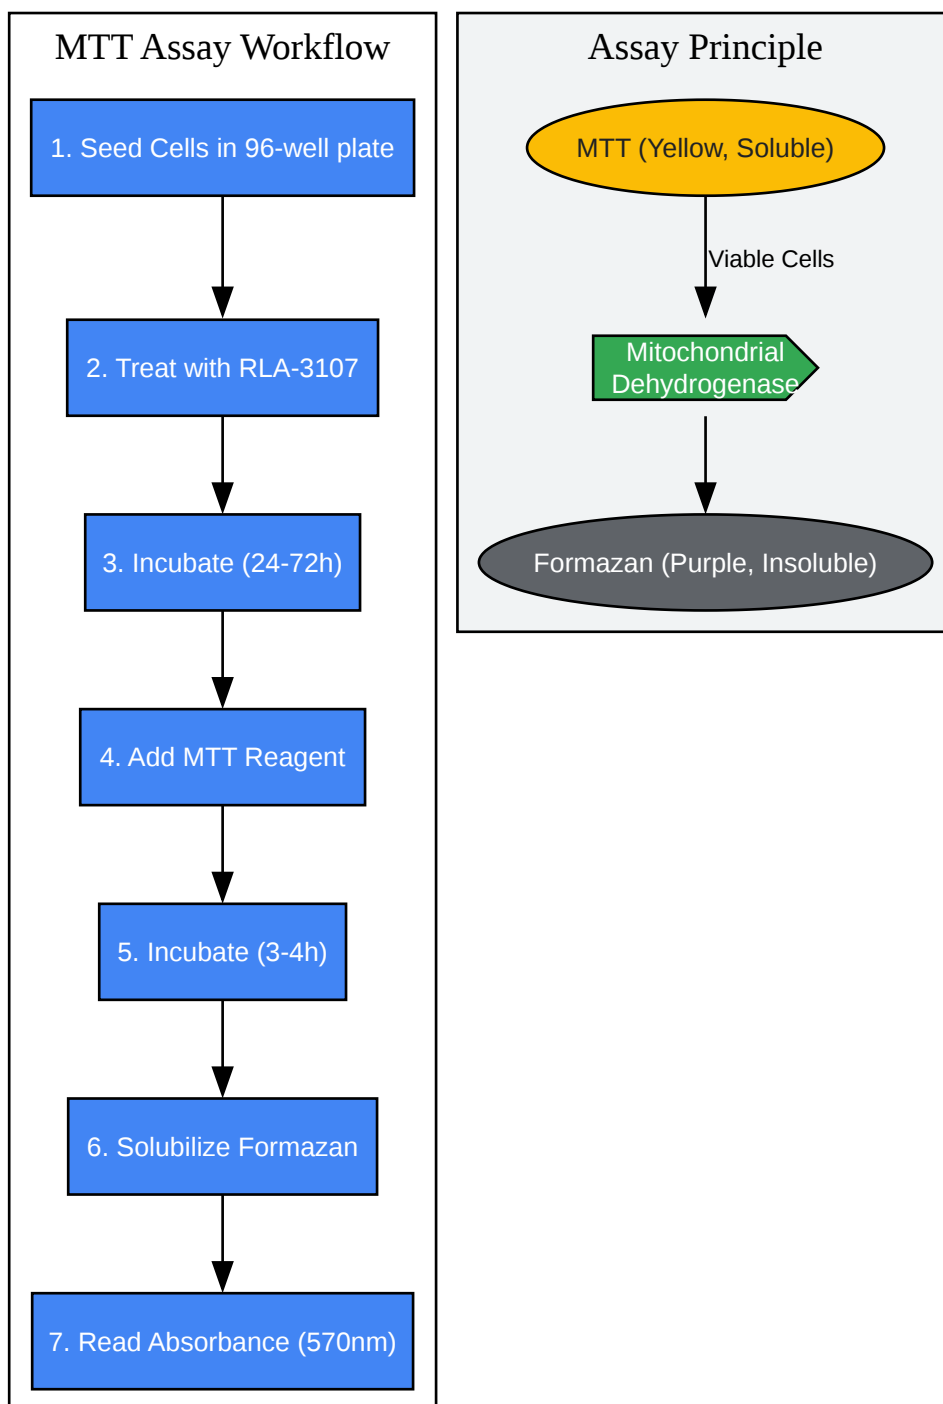 MTT Assay Workflow
1. Seed Cells in 96-well plate
2. Treat with RLA-3107
3. Incubate (24-72h)
4. Add MTT Reagent
5. Incubate (3-4h)
6. Solubilize Formazan
7. Read Absorbance (570nm)
Assay Principle
MTT (Yellow, Soluble)
Viable Cells
Mitochondrial
Dehydrogenase
Formazan (Purple, Insoluble)